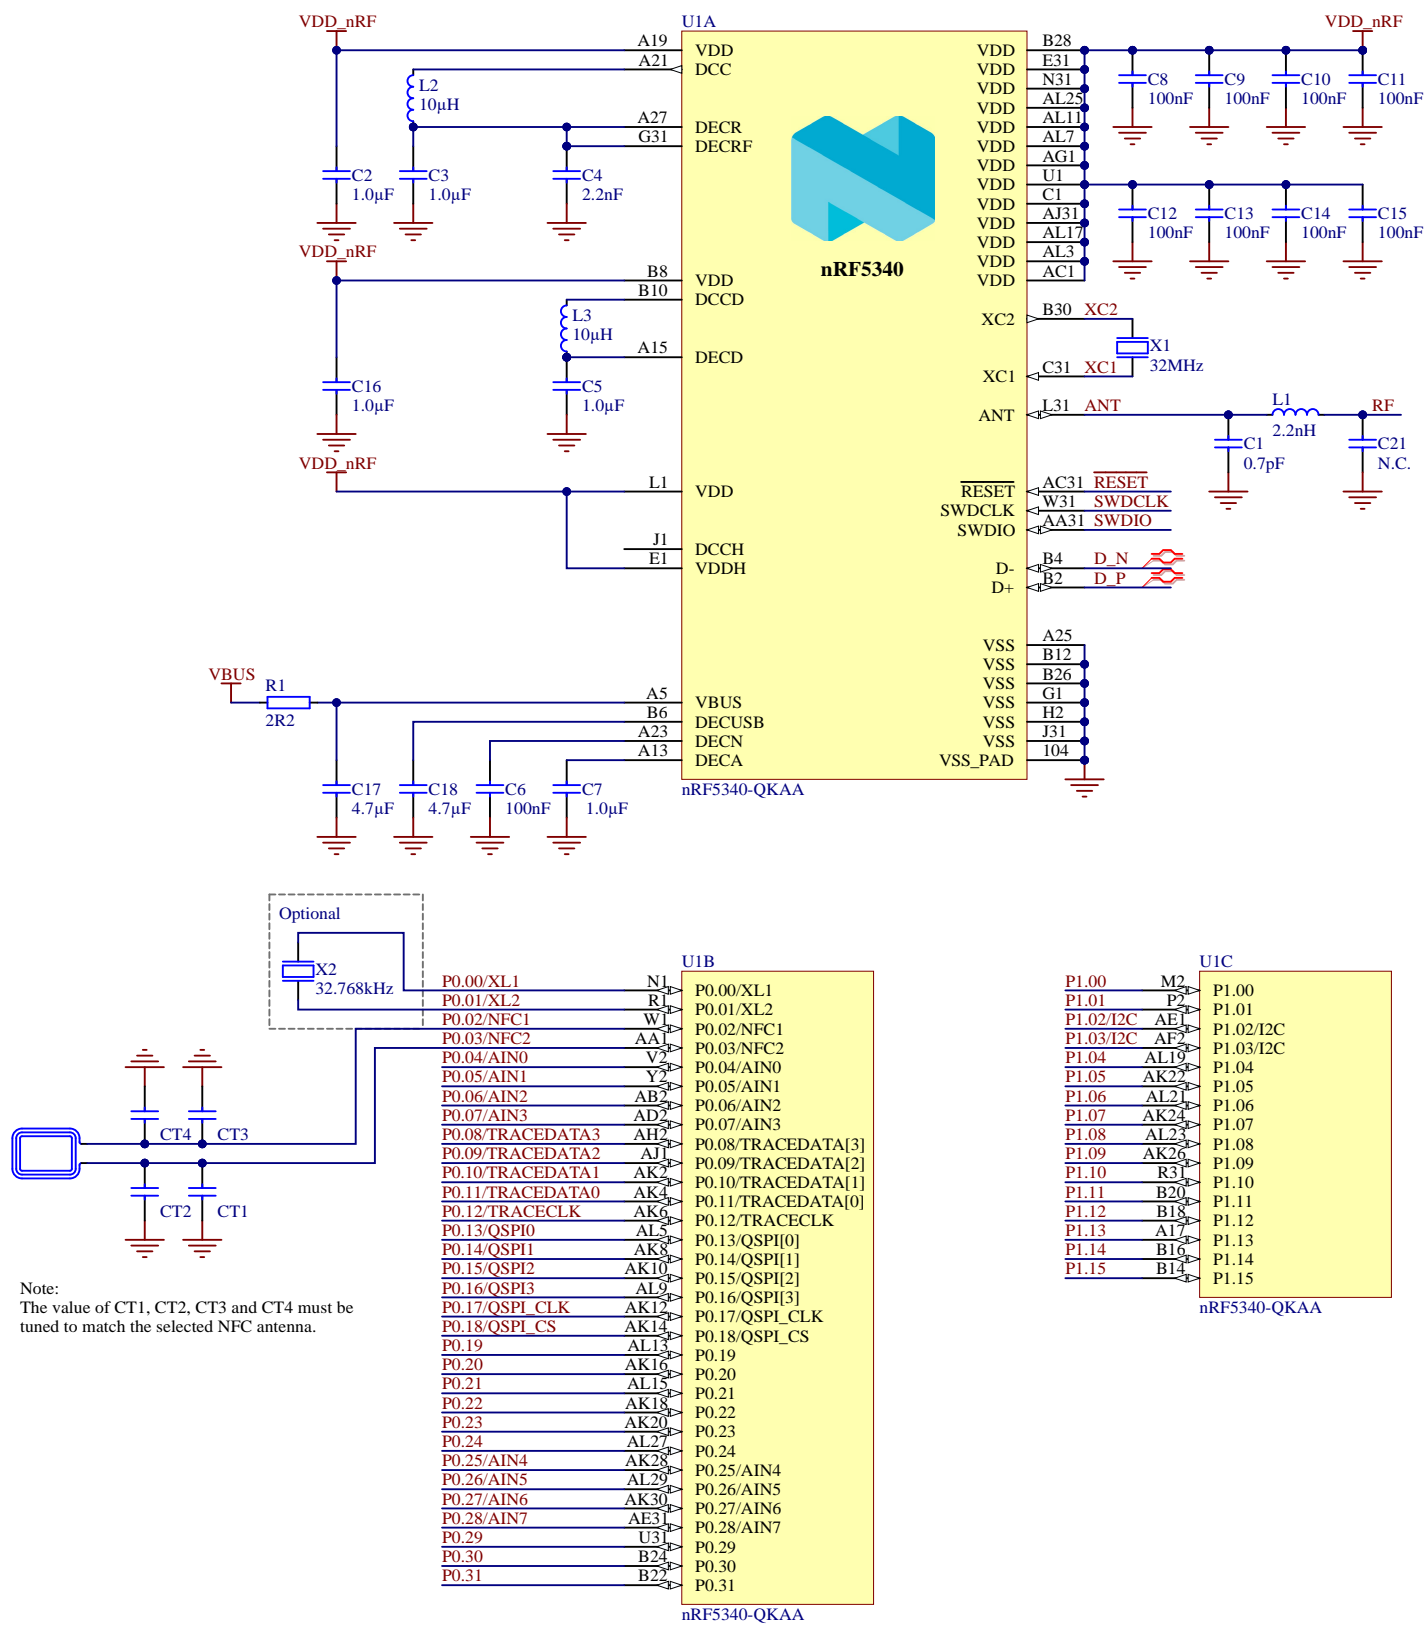 VDD_nRF
U1A
VDD_nRF
A19 VDD
A21 DCC
L2
10µH
A27 DECR
G31 DECRF
C2
1.0µF
C3
1.0µF
C4
2.2nF
VDD B28
VDD E31
VDD N31
VDD AL25
VDD AL11
VDD AL7
VDD AG1
VDD U1
VDD C1
VDD AJ31
VDD AL17
VDD AL3
VDD AC1
C8
100nF
C9
100nF
C10
100nF
C11
100nF
C12
100nF
C13
100nF
C14
100nF
C15
100nF
nRF5340
VDD_nRF
B8 VDD
B10 DCCD
L3
10µH
A15 DECD
C16
1.0µF
C5
1.0µF
XC2 B30 XC2
X1
32MHz
XC1 C31 XC1
ANT L31 ANT
L1
2.2nH
RF
C1
0.7pF
C21
N.C.
VDD_nRF
L1 VDD
J1 DCCH
E1 VDDH
RESET AC31 RESET
SWDCLK W31 SWDCLK
SWDIO AA31 SWDIO
D- B4 D_N
D+ B2 D_P
VSS A25
VSS B12
VSS B26
VSS G1
VSS H2
VSS J31
VSS_PAD 104
VBUS
R1
2R2
A5 VBUS
B6 DECUSB
A23 DECN
A13 DECA
C17
4.7µF
C18
4.7µF
C6
100nF
C7
1.0µF
nRF5340-QKAA
Optional
X2
32.768kHz
U1B
P0.00/XL1 N1 P0.00/XL1
P0.01/XL2 R1 P0.01/XL2
P0.02/NFC1 W1 P0.02/NFC1
P0.03/NFC2 AA1 P0.03/NFC2
P0.04/AIN0 V2 P0.04/AIN0
P0.05/AIN1 Y2 P0.05/AIN1
P0.06/AIN2 AB2 P0.06/AIN2
P0.07/AIN3 AD2 P0.07/AIN3
P0.08/TRACEDATA3 AH2 P0.08/TRACEDATA[3]
P0.09/TRACEDATA2 AJ1 P0.09/TRACEDATA[2]
P0.10/TRACEDATA1 AK2 P0.10/TRACEDATA[1]
P0.11/TRACEDATA0 AK4 P0.11/TRACEDATA[0]
P0.12/TRACECLK AK6 P0.12/TRACECLK
P0.13/QSPI0 AL5 P0.13/QSPI[0]
P0.14/QSPI1 AK8 P0.14/QSPI[1]
P0.15/QSPI2 AK10 P0.15/QSPI[2]
P0.16/QSPI3 AL9 P0.16/QSPI[3]
P0.17/QSPI_CLK AK12 P0.17/QSPI_CLK
P0.18/QSPI_CS AK14 P0.18/QSPI_CS
P0.19 AL13 P0.19
P0.20 AK16 P0.20
P0.21 AL15 P0.21
P0.22 AK18 P0.22
P0.23 AK20 P0.23
P0.24 AL27 P0.24
P0.25/AIN4 AK28 P0.25/AIN4
P0.26/AIN5 AL29 P0.26/AIN5
P0.27/AIN6 AK30 P0.27/AIN6
P0.28/AIN7 AE31 P0.28/AIN7
P0.29 U31 P0.29
P0.30 B24 P0.30
P0.31 B22 P0.31
nRF5340-QKAA
CT4
CT3
CT2
CT1
Note:
The value of CT1, CT2, CT3 and CT4 must be
tuned to match the selected NFC antenna.
U1C
P1.00 M2 P1.00
P1.01 P2 P1.01
P1.02/I2C AE1 P1.02/I2C
P1.03/I2C AF2 P1.03/I2C
P1.04 AL19 P1.04
P1.05 AK22 P1.05
P1.06 AL21 P1.06
P1.07 AK24 P1.07
P1.08 AL23 P1.08
P1.09 AK26 P1.09
P1.10 R31 P1.10
P1.11 B20 P1.11
P1.12 B18 P1.12
P1.13 A17 P1.13
P1.14 B16 P1.14
P1.15 B14 P1.15
nRF5340-QKAA